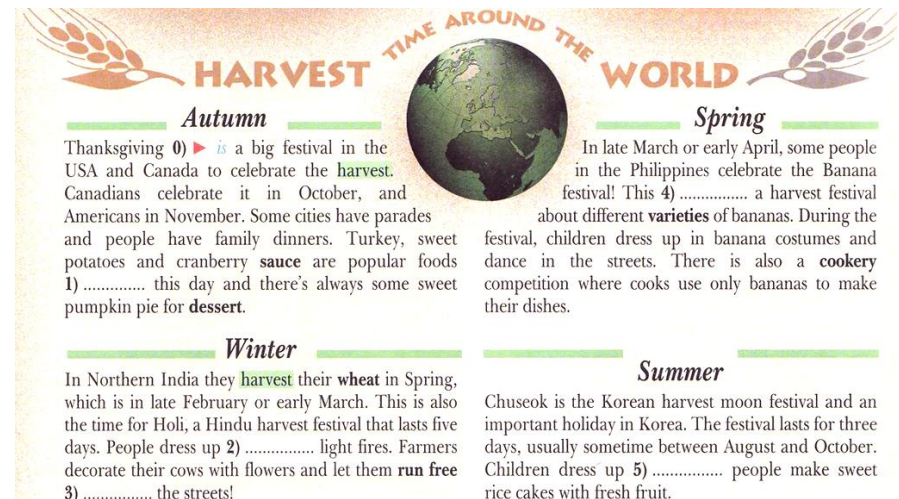 HARVEST TIME AROUND THE WORLD
Autumn
Thanksgiving 0) ▶ is a big festival in the
USA and Canada to celebrate the harvest.
Canadians celebrate it in October, and
Americans in November. Some cities have parades
and people have family dinners. Turkey, sweet
potatoes and cranberry sauce are popular foods
1) .............. this day and there's always some sweet
pumpkin pie for dessert.
Winter
In Northern India they harvest their wheat in Spring,
which is in late February or early March. This is also
the time for Holi, a Hindu harvest festival that lasts five
days. People dress up 2) ................ light fires. Farmers
decorate their cows with flowers and let them run free
3) ................ the streets!
Spring
In late March or early April, some people
in the Philippines celebrate the Banana
festival! This 4) ................ a harvest festival
about different varieties of bananas. During the
festival, children dress up in banana costumes and
dance in the streets. There is also a cookery
competition where cooks use only bananas to make
their dishes.
Summer
Chuseok is the Korean harvest moon festival and an
important holiday in Korea. The festival lasts for three
days, usually sometime between August and October.
Children dress up 5) ................ people make sweet
rice cakes with fresh fruit.